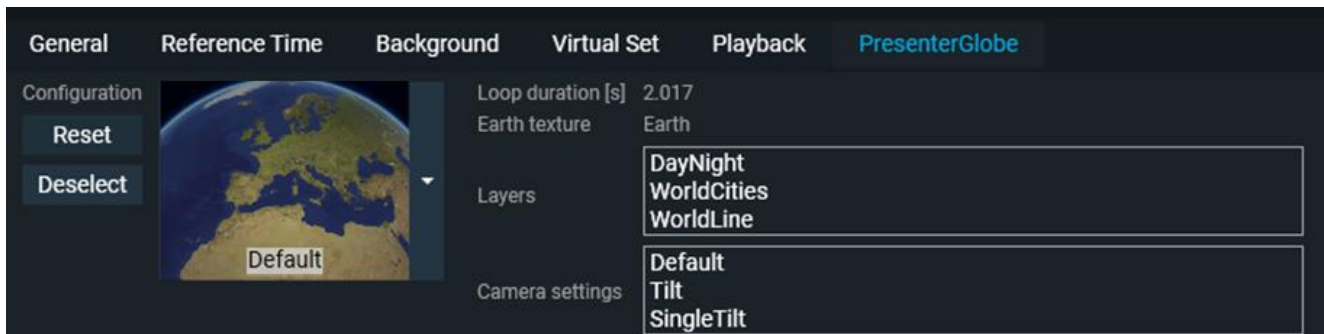 General Reference Time Background Virtual Set Playback PresenterGlobe
Configuration
Reset
Deselect
Default
Loop duration [s] 2.017
Earth texture Earth
Layers
DayNight
WorldCities
WorldLine
Camera settings
Default
Tilt
SingleTilt